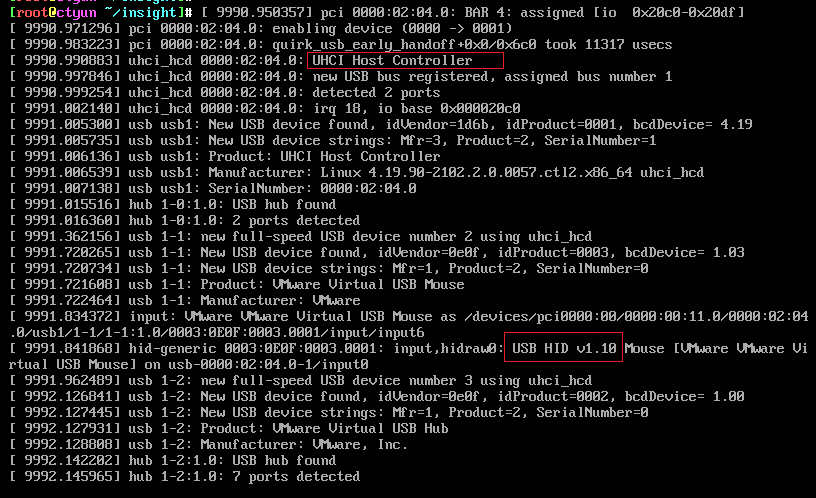 [root@ctyun ~/insight]# [ 9990.950357] pci 0000:02:04.0: BAR 4: assigned [io  0x20c0-0x20df]
[ 9990.971296] pci 0000:02:04.0: enabling device (0000 -> 0001)
[ 9990.983223] pci 0000:02:04.0: quirk_usb_early_handoff+0x0/0x6c0 took 11317 usecs
[ 9990.990883] uhci_hcd 0000:02:04.0: UHCI Host Controller
[ 9990.997846] uhci_hcd 0000:02:04.0: new USB bus registered, assigned bus number 1
[ 9990.999254] uhci_hcd 0000:02:04.0: detected 2 ports
[ 9991.002140] uhci_hcd 0000:02:04.0: irq 18, io base 0x000020c0
[ 9991.005300] usb usb1: New USB device found, idVendor=1d6b, idProduct=0001, bcdDevice= 4.19
[ 9991.005735] usb usb1: New USB device strings: Mfr=3, Product=2, SerialNumber=1
[ 9991.006136] usb usb1: Product: UHCI Host Controller
[ 9991.006539] usb usb1: Manufacturer: Linux 4.19.90-2102.2.0.0057.ctl2.x86_64 uhci_hcd
[ 9991.007138] usb usb1: SerialNumber: 0000:02:04.0
[ 9991.015516] hub 1-0:1.0: USB hub found
[ 9991.016360] hub 1-0:1.0: 2 ports detected
[ 9991.362156] usb 1-1: new full-speed USB device number 2 using uhci_hcd
[ 9991.720265] usb 1-1: New USB device found, idVendor=0e0f, idProduct=0003, bcdDevice= 1.03
[ 9991.720734] usb 1-1: New USB device strings: Mfr=1, Product=2, SerialNumber=0
[ 9991.721608] usb 1-1: Product: VMware Virtual USB Mouse
[ 9991.722464] usb 1-1: Manufacturer: VMware
[ 9991.834372] input: VMware VMware Virtual USB Mouse as /devices/pci0000:00/0000:00:11.0/0000:02:04
.0/usb1/1-1/1-1:1.0/0003:0E0F:0003.0001/input/input6
[ 9991.841868] hid-generic 0003:0E0F:0003.0001: input,hidraw0: USB HID v1.10 Mouse [VMware VMware Vi
rtual USB Mouse] on usb-0000:02:04.0-1/input0
[ 9991.962489] usb 1-2: new full-speed USB device number 3 using uhci_hcd
[ 9992.126841] usb 1-2: New USB device found, idVendor=0e0f, idProduct=0002, bcdDevice= 1.00
[ 9992.127445] usb 1-2: New USB device strings: Mfr=1, Product=2, SerialNumber=0
[ 9992.127931] usb 1-2: Product: VMware Virtual USB Hub
[ 9992.128808] usb 1-2: Manufacturer: VMware, Inc.
[ 9992.142202] hub 1-2:1.0: USB hub found
[ 9992.145965] hub 1-2:1.0: 7 ports detected